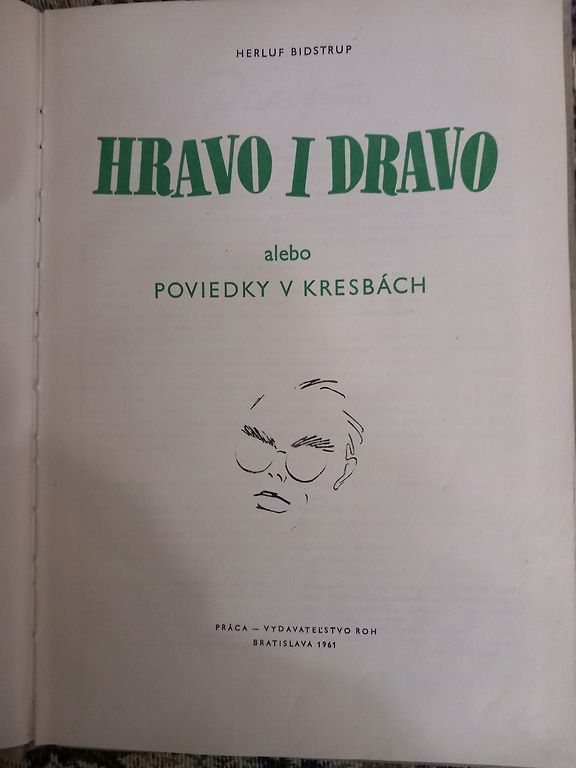 HERLUF BIDSTRUP
HRAVO I DRAVO
alebo
POVIEDKY V KRESBÁCH
PRÁCA — VYDAVATEĽSTVO ROH
BRATISLAVA 1961